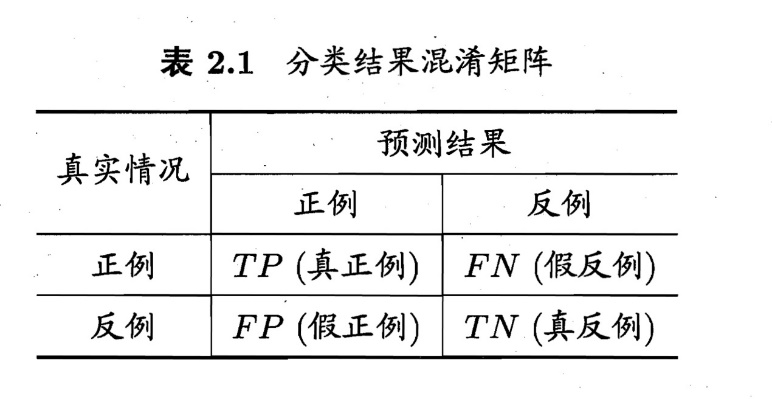 表 2.1 分类结果混淆矩阵
真实情况 预测结果
正例 反例
正例 TP (真正例) FN (假反例)
反例 FP (假正例) TN (真反例)